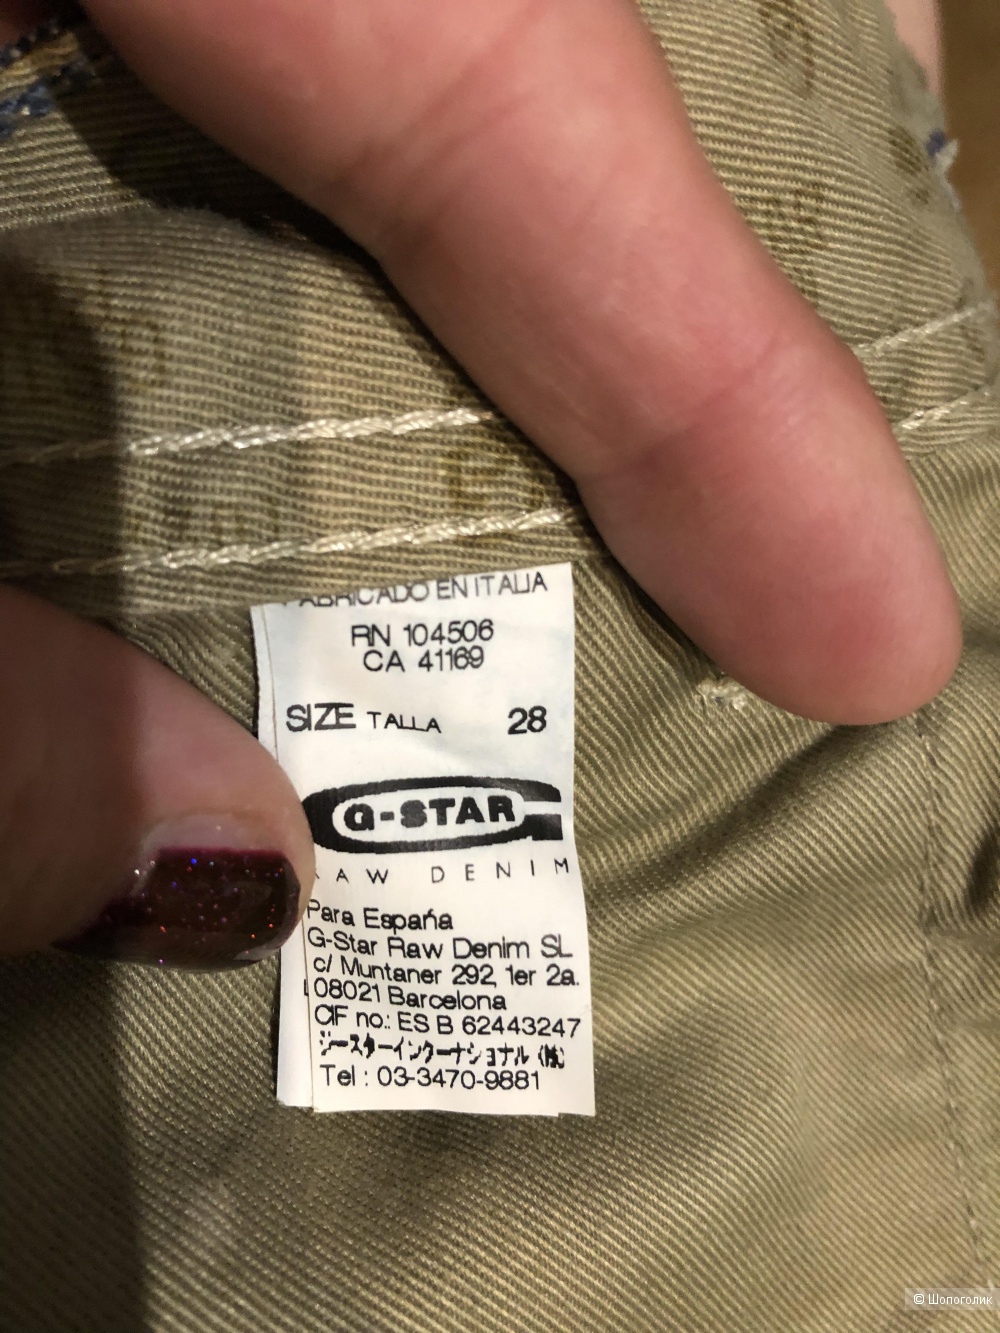 FABRICADO EN ITALIA
RN 104506
CA 41169
SIZE TALLA 28
G-STAR
RAW DENIM
Para España
G-Star Raw Denim SL
c/ Muntaner 292, 1er 2a.
08021 Barcelona
CIF no.: ES B 62443247
ジースターインターナショナル (株)
Tel : 03-3470-9881
© Шопоголик